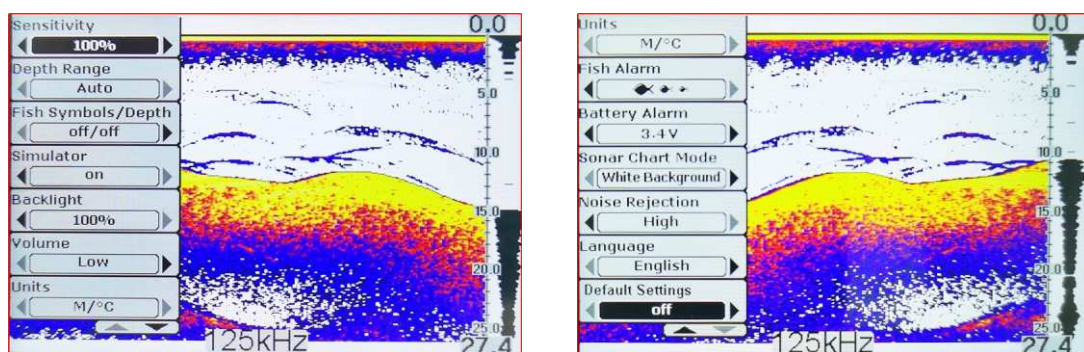 Sensitivity
100%
Depth Range
Auto
Fish Symbols/Depth
off/off
Simulator
on
Backlight
100%
Volume
Low
Units
M/°C
0.0
5.0
10.0
15.0
20.0
25.0
125kHz
27.4
Units
M/°C
Fish Alarm
Battery Alarm
3.4V
Sonar Chart Mode
White Background
Noise Rejection
High
Language
English
Default Settings
off
0.0
5.0
10.0
15.0
20.0
25.0
125kHz
27.4